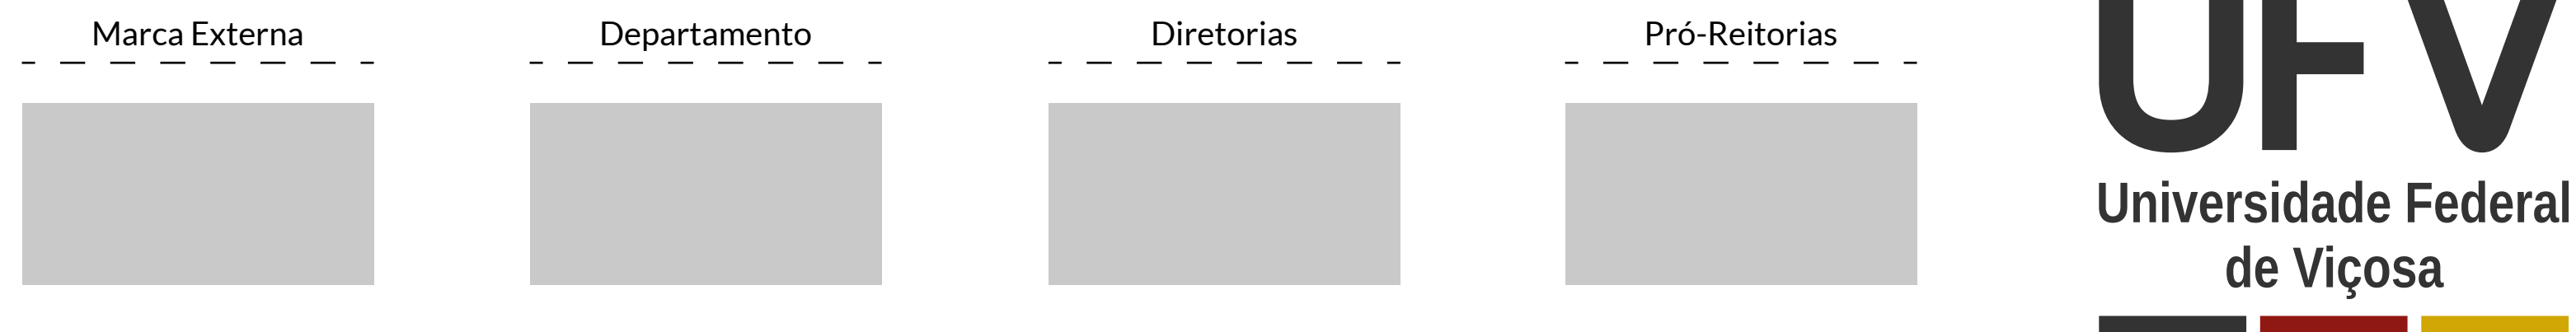 Marca Externa
Departamento
Diretorias
Pró-Reitorias
UFV
Universidade Federal
de Viçosa